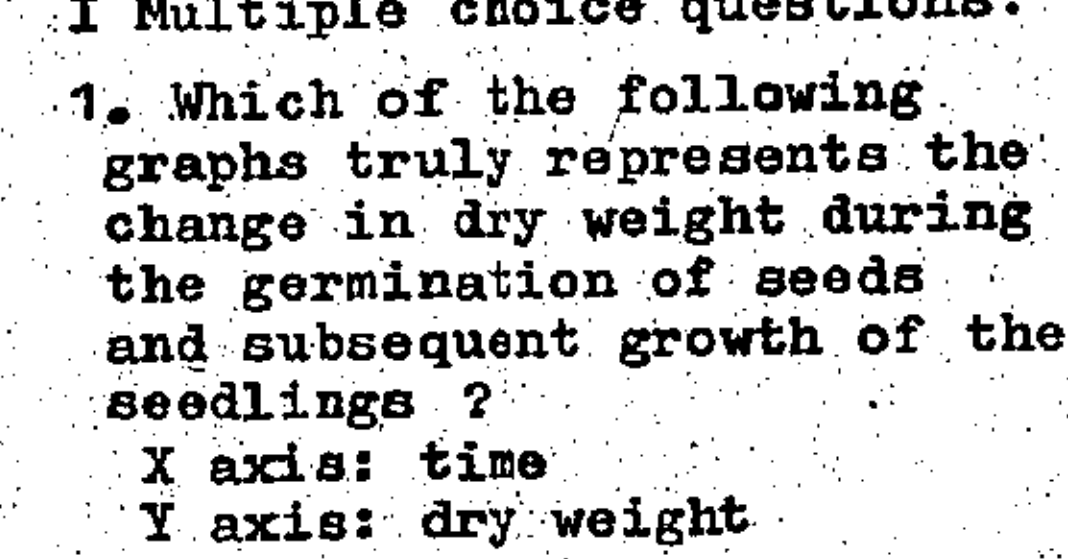 I Multiple choice questions.
1. Which of the following
graphs truly represents the
change in dry weight during
the germination of seeds
and subsequent growth of the
seedlings ?
X axis: time
Y axis: dry weight